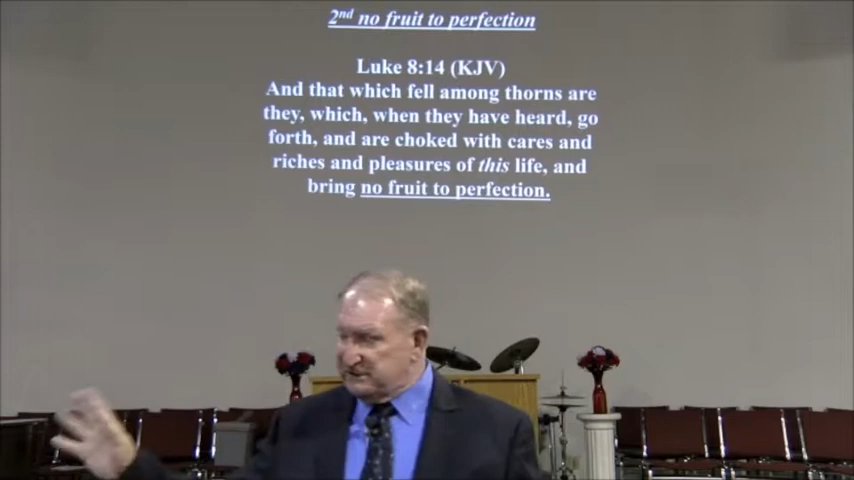 2nd no fruit to perfection
Luke 8:14 (KJV)
And that which fell among thorns are
they, which, when they have heard, go
forth, and are choked with cares and
riches and pleasures of this life, and
bring no fruit to perfection.